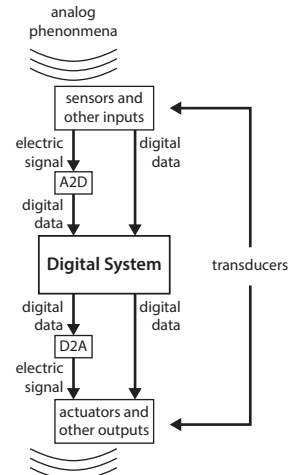 analog
phenonmena
sensors and
other inputs
electric
signal
digital
data
A2D
digital
data
Digital System
transducers
digital
data
digital
data
D2A
electric
signal
actuators and
other outputs